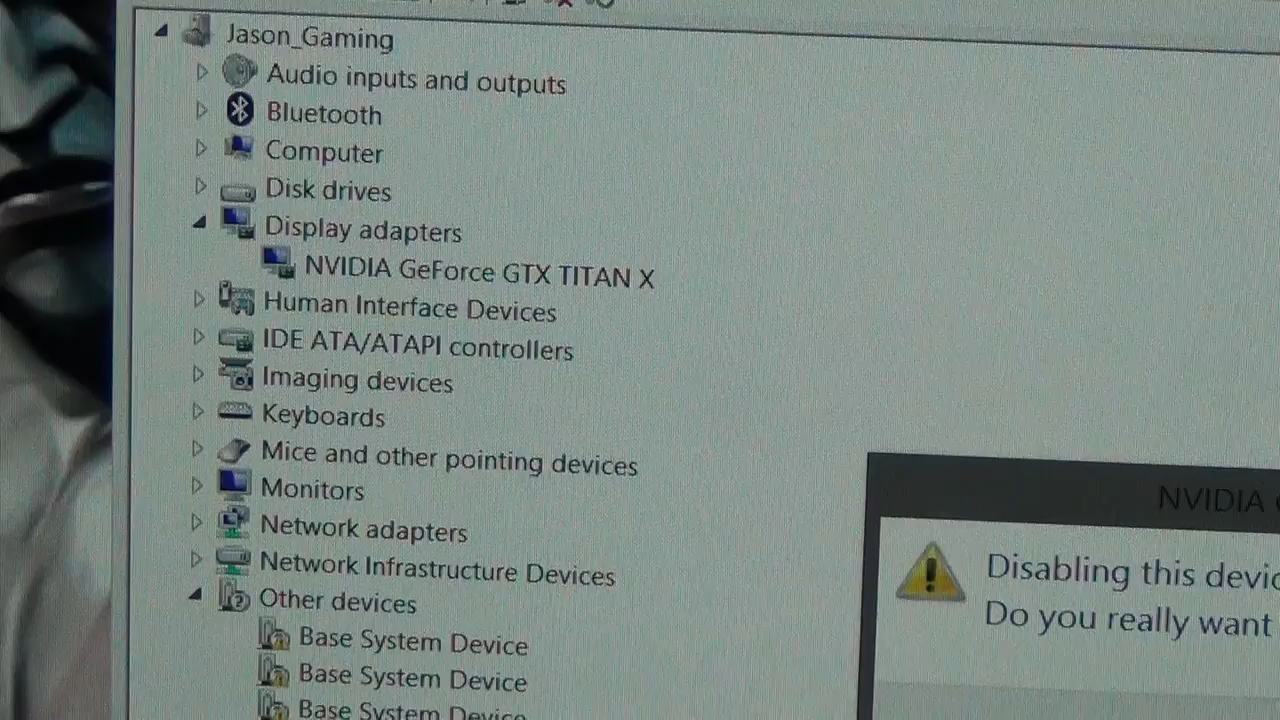 Jason_Gaming
Audio inputs and outputs
Bluetooth
Computer
Disk drives
Display adapters
NVIDIA GeForce GTX TITAN X
Human Interface Devices
IDE ATA/ATAPI controllers
Imaging devices
Keyboards
Mice and other pointing devices
Monitors
Network adapters
Network Infrastructure Devices
Other devices
Base System Device
Base System Device
Base System Device
NVIDIA
Disabling this
Do you really want